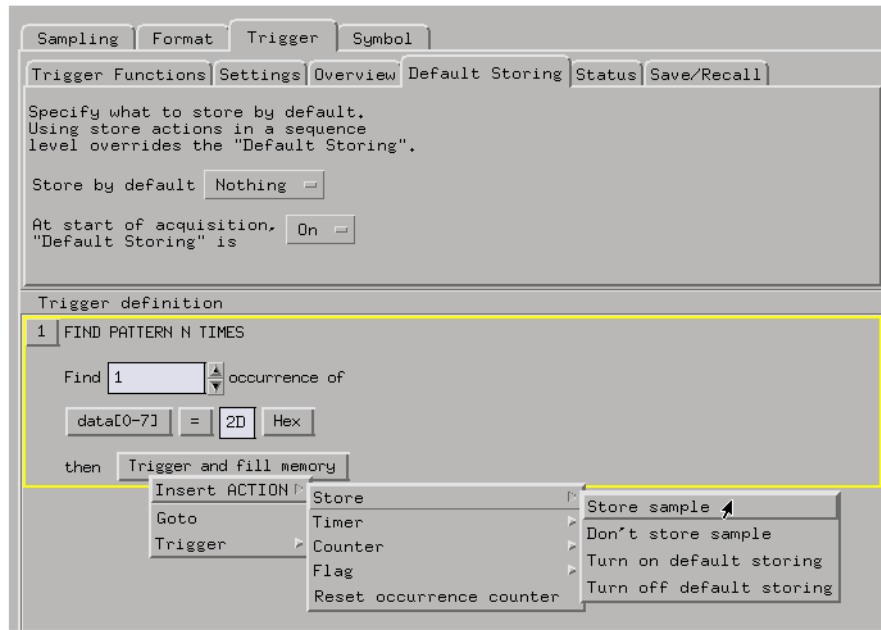 Sampling Format Trigger Symbol
Trigger Functions Settings Overview Default Storing Status Save/Recall
Specify what to store by default.
Using store actions in a sequence
level overrides the "Default Storing".
Store by default Nothing
At start of acquisition, On
"Default Storing" is
Trigger definition
1 FIND PATTERN N TIMES
Find 1 occurrence of
data[0-7] = 2D Hex
then Trigger and fill memory
Insert ACTION
Goto
Trigger
Store
Timer
Counter
Flag
Reset occurrence counter
Store sample
Don't store sample
Turn on default storing
Turn off default storing